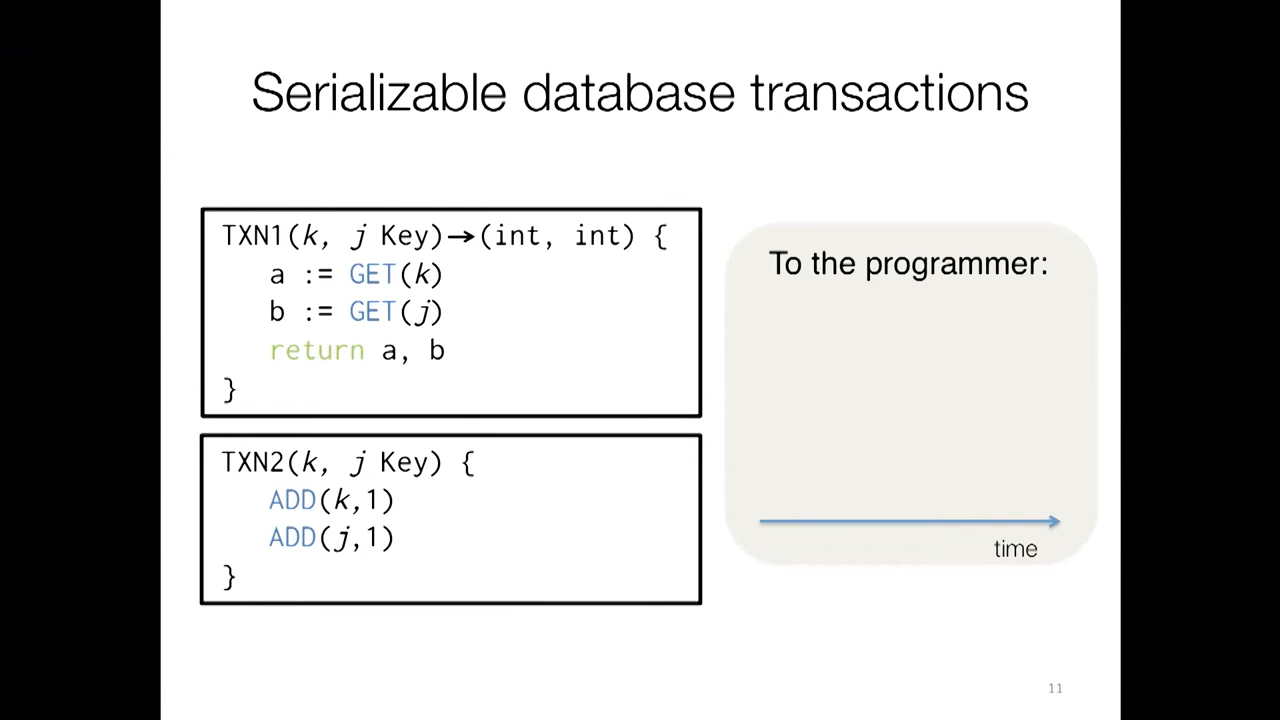 Serializable database transactions
TXN1(k, j Key)→(int, int) {
a := GET(k)
b := GET(j)
return a, b
}
TXN2(k, j Key) {
ADD(k,1)
ADD(j,1)
}
To the programmer:
time
11